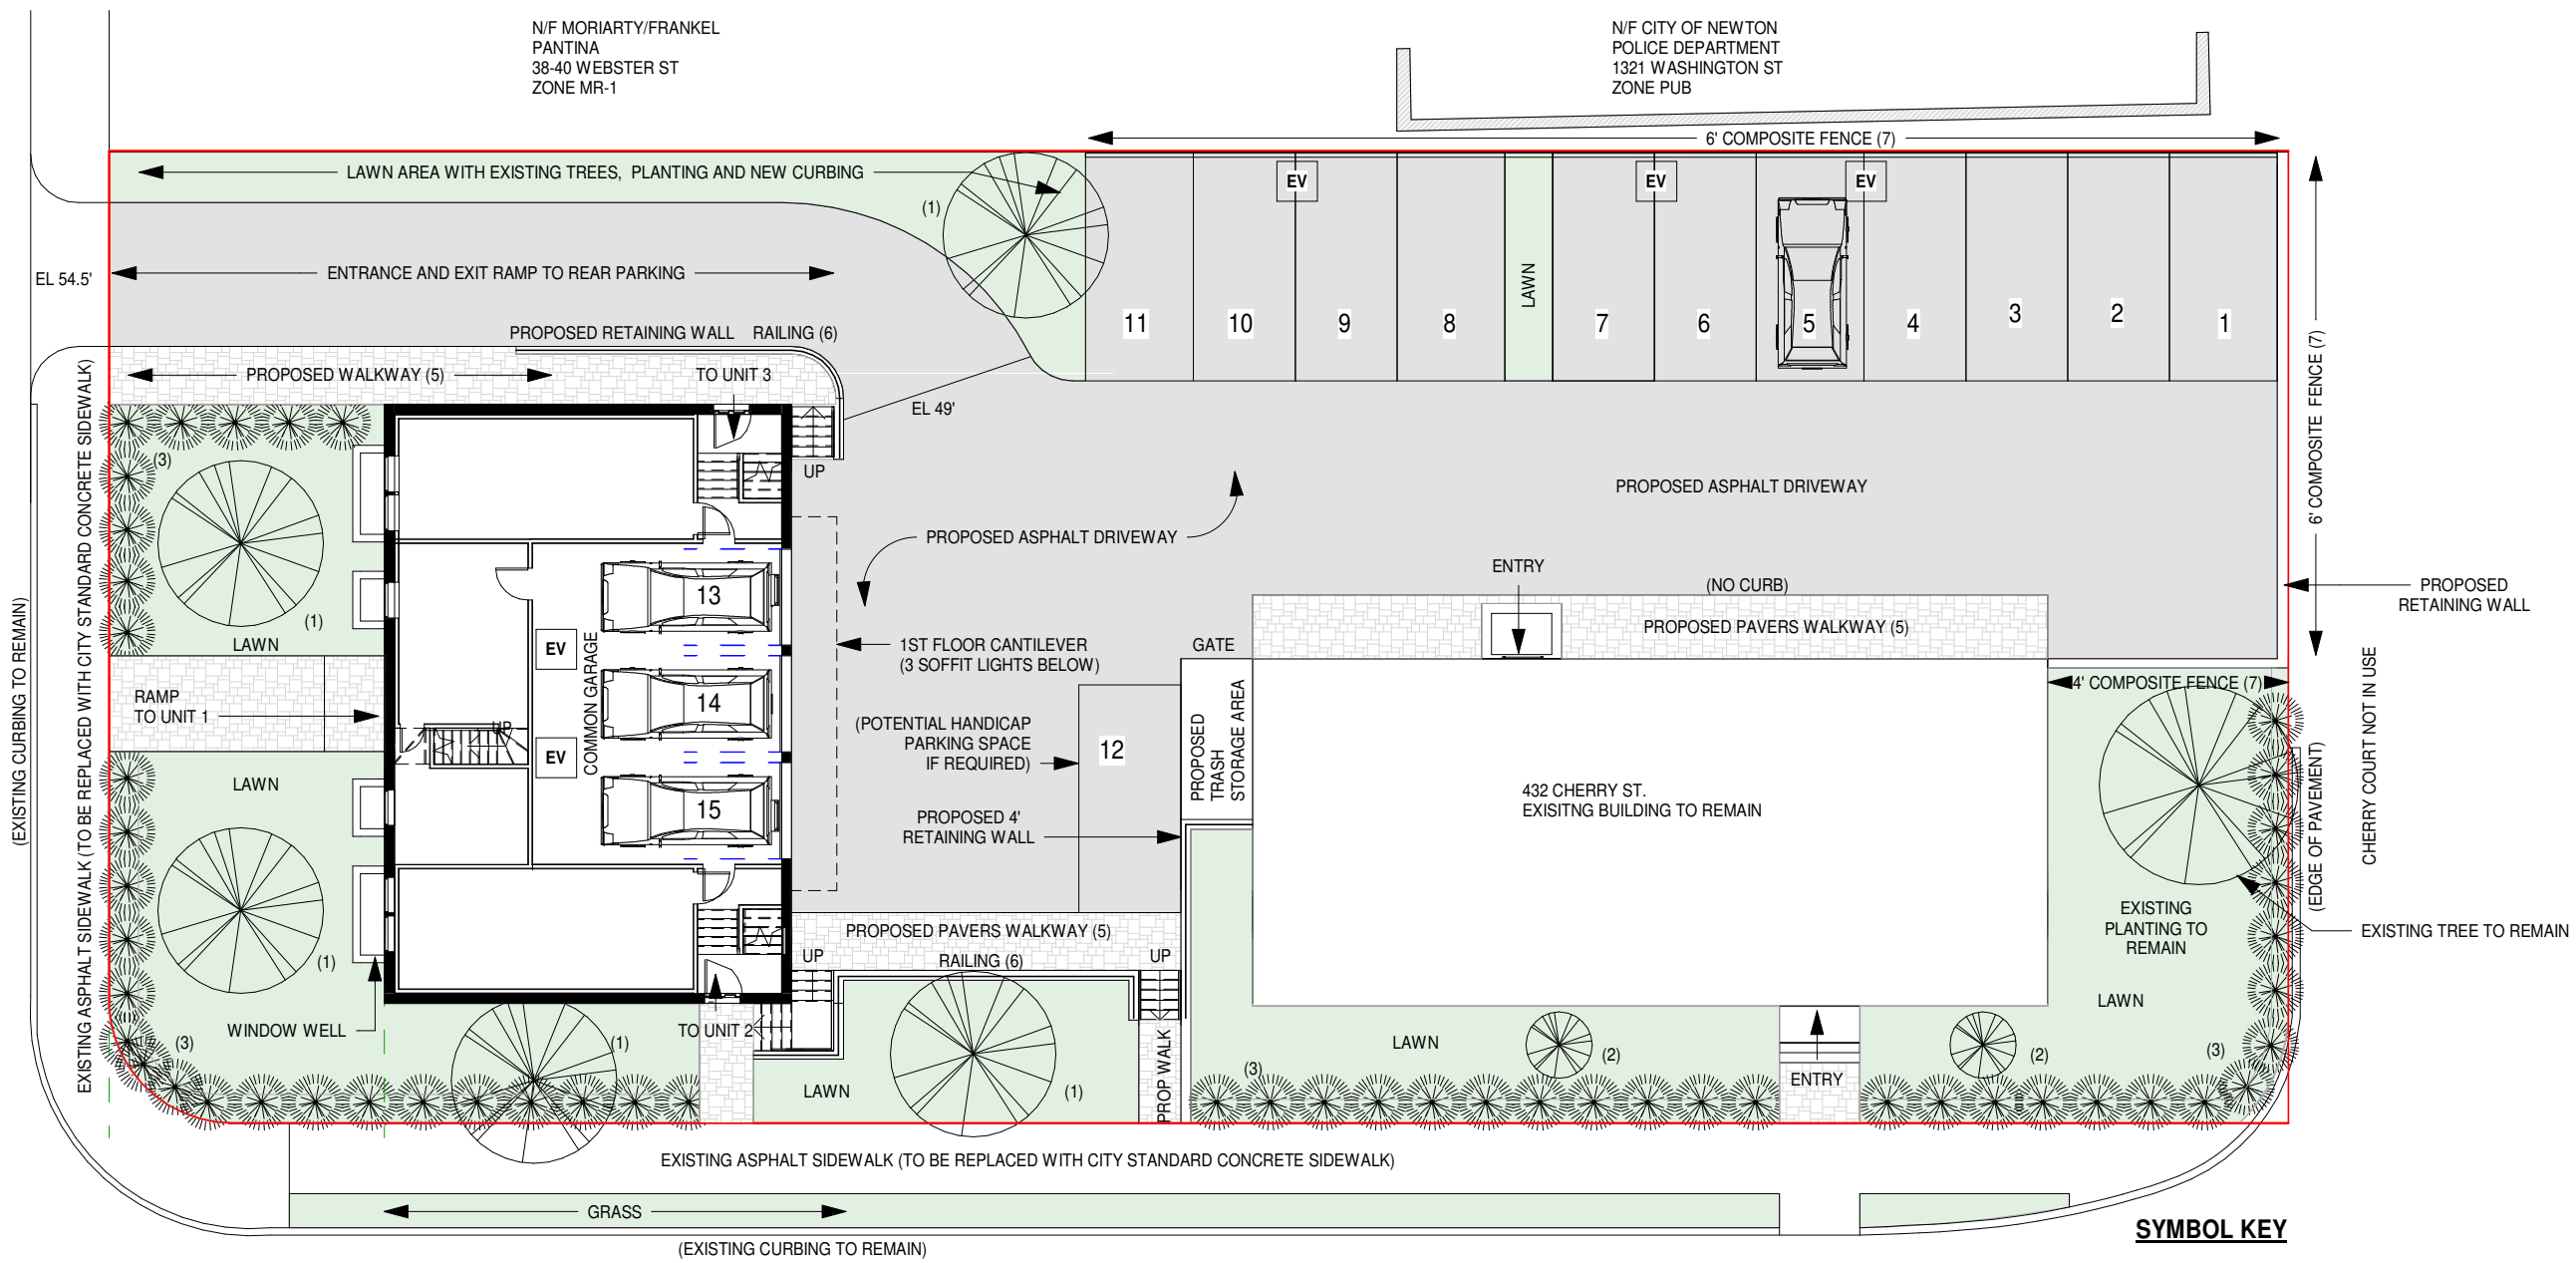 N/F MORIARTY/FRANKEL
PANTINA
38-40 WEBSTER ST
ZONE MR-1
N/F CITY OF NEWTON
POLICE DEPARTMENT
1321 WASHINGTON ST
ZONE PUB
6' COMPOSITE FENCE (7)
LAWN AREA WITH EXISTING TREES, PLANTING AND NEW CURBING
(1)
EV
EV
EV
LAWN
11
10
9
8
7
6
5
4
3
2
1
6' COMPOSITE FENCE (7)
EL 54.5'
ENTRANCE AND EXIT RAMP TO REAR PARKING
PROPOSED RETAINING WALL
RAILING (6)
PROPOSED WALKWAY (5)
TO UNIT 3
EL 49'
UP
(3)
PROPOSED ASPHALT DRIVEWAY
PROPOSED ASPHALT DRIVEWAY
ENTRY
(NO CURB)
PROPOSED PAVERS WALKWAY (5)
PROPOSED
RETAINING WALL
(EXISTING CURBING TO REMAIN)
EXISTING ASPHALT SIDEWALK (TO BE REPLACED WITH CITY STANDARD CONCRETE SIDEWALK)
(1)
LAWN
RAMP
TO UNIT 1
LAWN
(1)
UP
EV
EV
COMMON GARAGE
13
14
15
1ST FLOOR CANTILEVER
(3 SOFFIT LIGHTS BELOW)
GATE
(POTENTIAL HANDICAP
PARKING SPACE
IF REQUIRED)
12
PROPOSED
TRASH
STORAGE AREA
PROPOSED 4'
RETAINING WALL
432 CHERRY ST.
EXISITNG BUILDING TO REMAIN
4' COMPOSITE FENCE (7)
CHERRY COURT NOT IN USE
(EDGE OF PAVEMENT)
EXISTING
PLANTING TO
REMAIN
EXISTING TREE TO REMAIN
LAWN
PROPOSED PAVERS WALKWAY (5)
UP
RAILING (6)
UP
WINDOW WELL
(3)
(1)
TO UNIT 2
LAWN
(1)
PROP WALK
(3)
LAWN
(2)
ENTRY
(2)
(3)
EXISTING ASPHALT SIDEWALK (TO BE REPLACED WITH CITY STANDARD CONCRETE SIDEWALK)
GRASS
(EXISTING CURBING TO REMAIN)
SYMBOL KEY